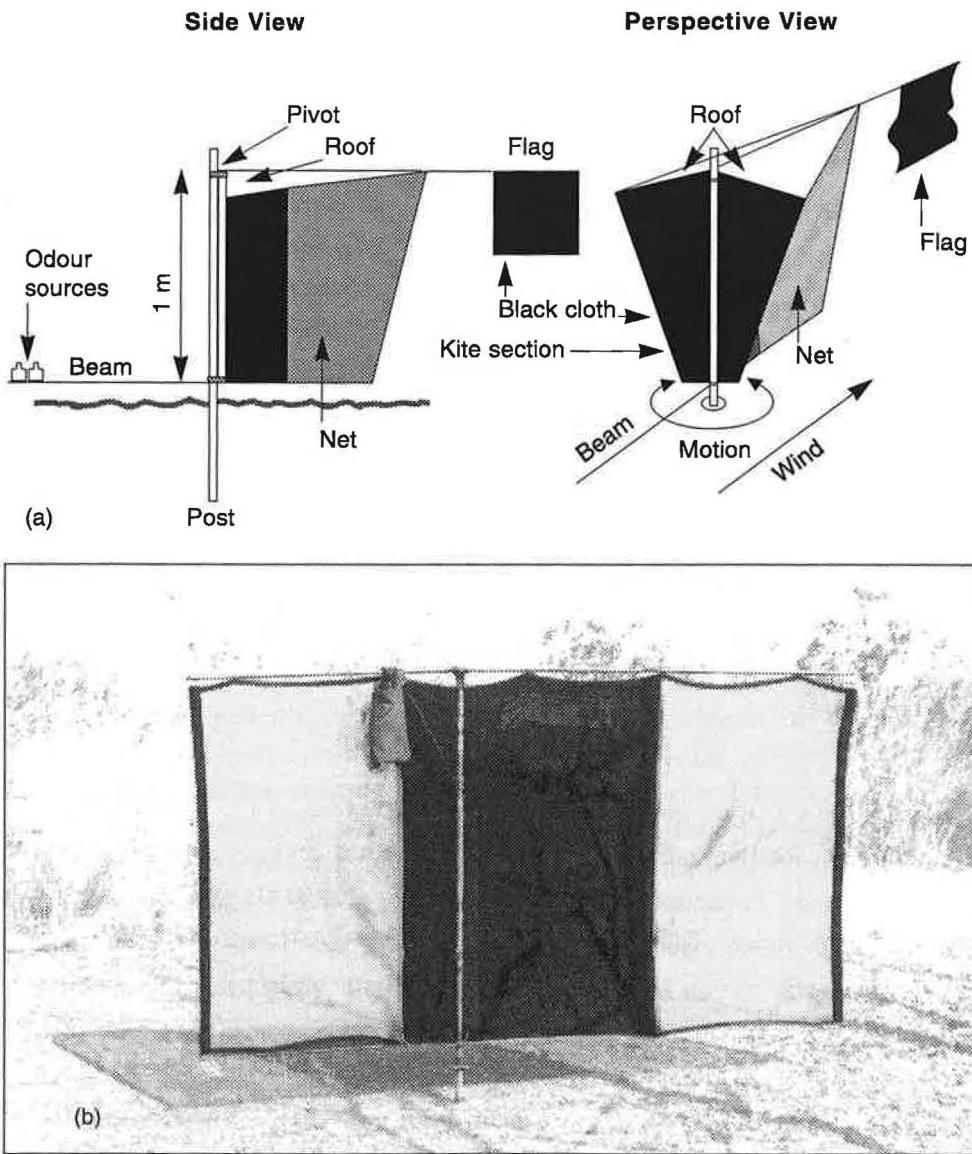 Side View
Perspective View
Pivot
Roof
Flag
Roof
Odour
sources
1 m
Beam
Flag
Black cloth
Kite section
Net
Net
Beam
Motion
Wind
(a)
Post
(b)